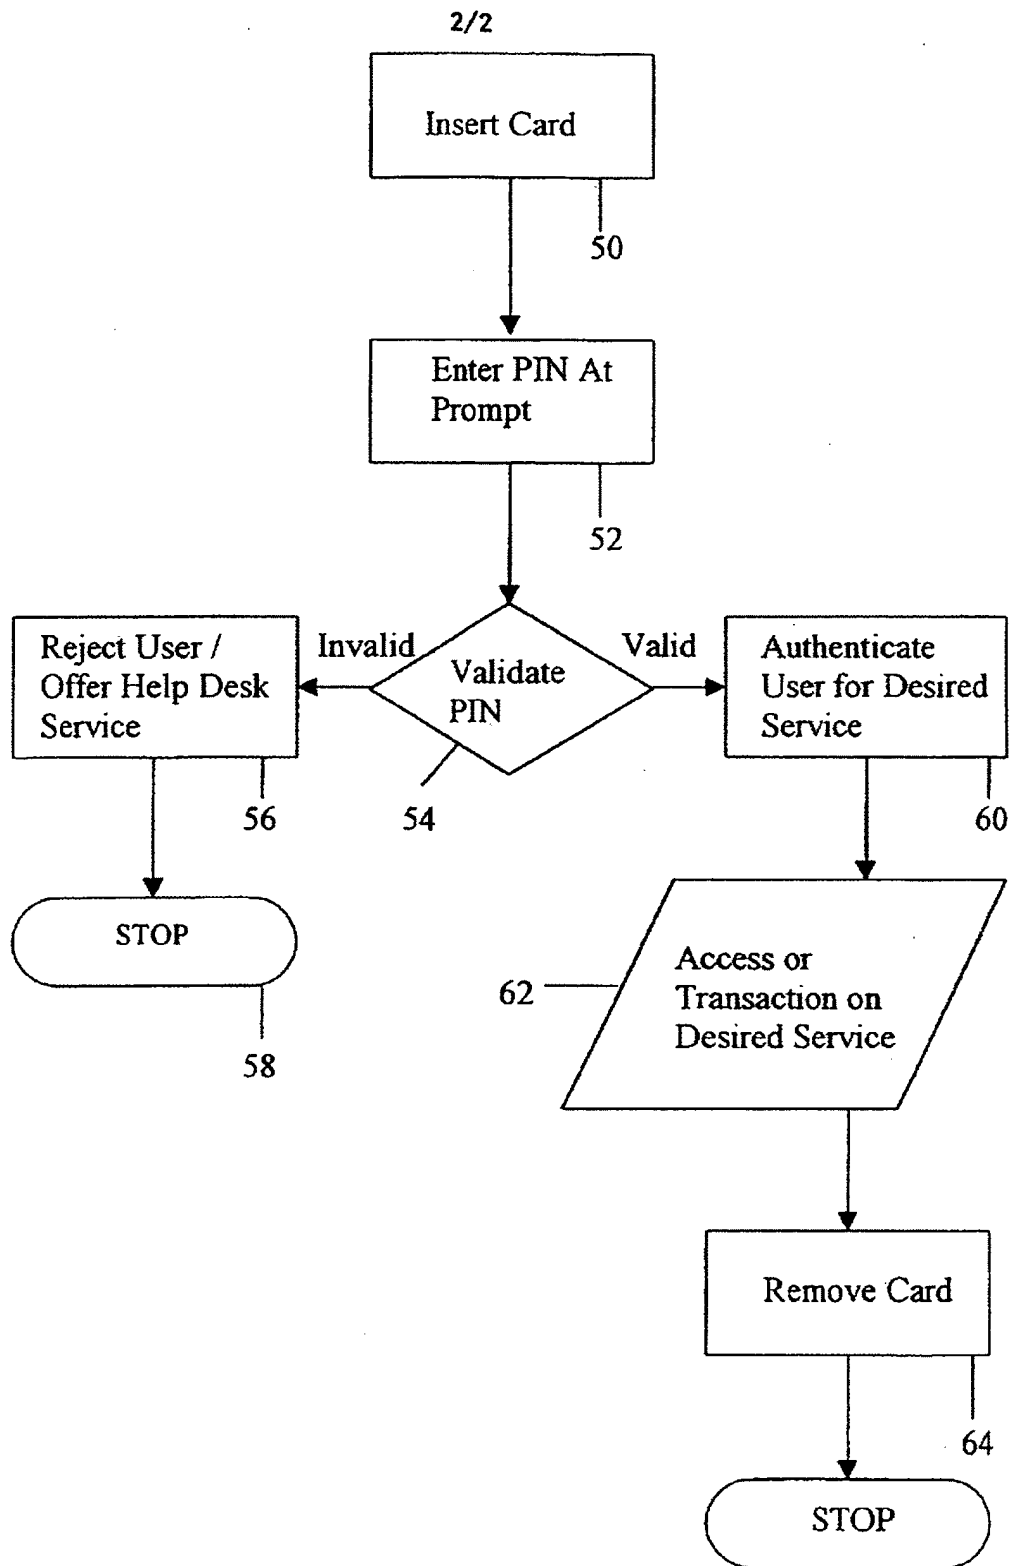 2/2
Insert Card
50
Enter PIN At
Prompt
52
Invalid
Valid
Validate
PIN
54
Reject User /
Offer Help Desk
Service
56
STOP
58
Authenticate
User for Desired
Service
60
Access or
Transaction on
Desired Service
62
Remove Card
64
STOP